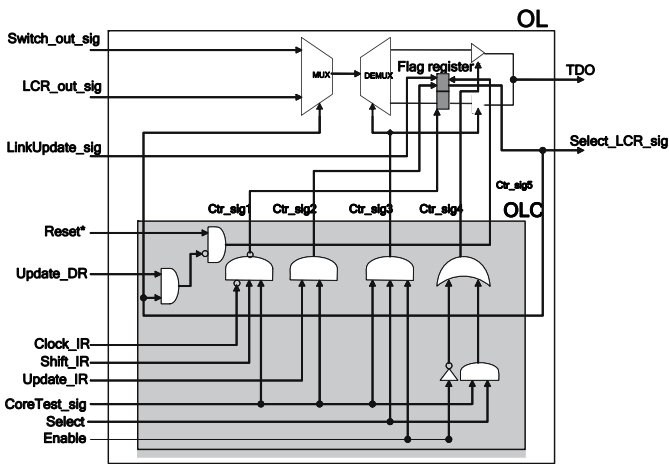 OL
Switch_out_sig
MUX
DEMUX
Flag register
TDO
LCR_out_sig
Select_LCR_sig
LinkUpdate_sig
Ctr_sig5
Ctr_sig1
Ctr_sig2
Ctr_sig3
Ctr_sig4
OLC
Reset*
Update_DR
Clock_IR
Shift_IR
Update_IR
CoreTest_sig
Select
Enable